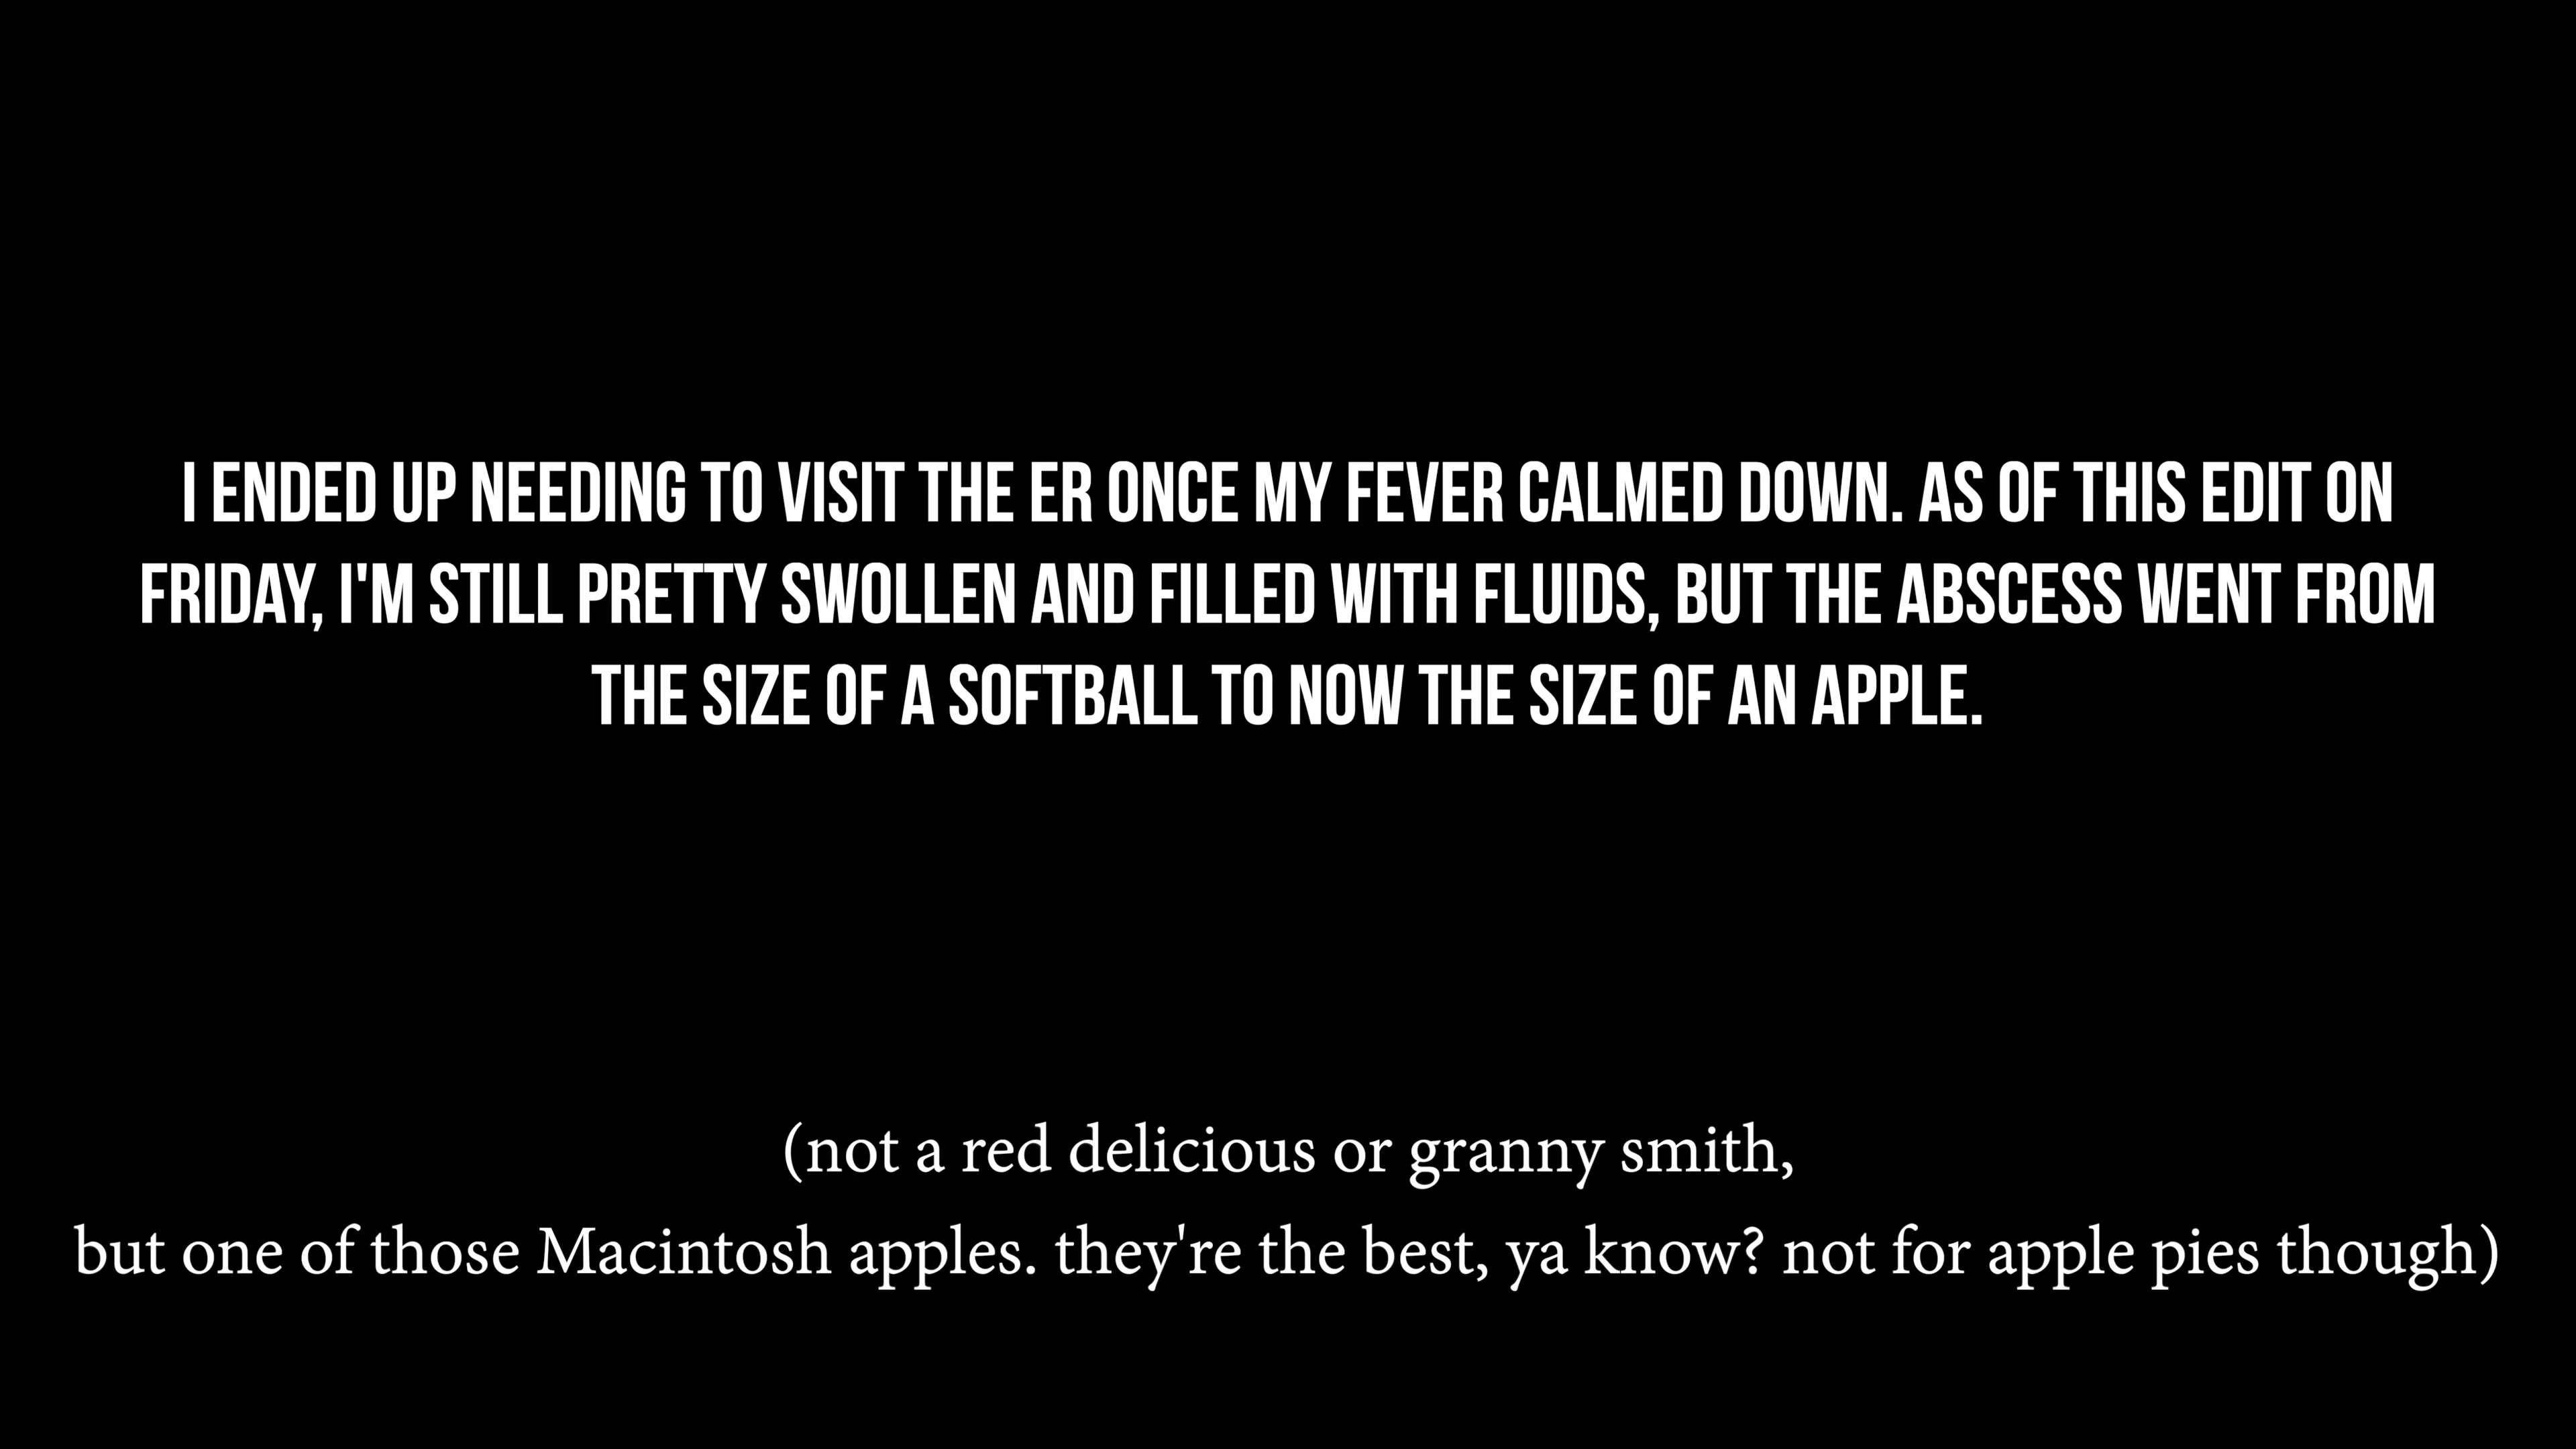 I ENDED UP NEEDING TO VISIT THE ER ONCE MY FEVER CALMED DOWN. AS OF THIS EDIT ON
FRIDAY, I'M STILL PRETTY SWOLLEN AND FILLED WITH FLUIDS, BUT THE ABSCESS WENT FROM
THE SIZE OF A SOFTBALL TO NOW THE SIZE OF AN APPLE.
(not a red delicious or granny smith,
but one of those Macintosh apples. they're the best, ya know? not for apple pies though)